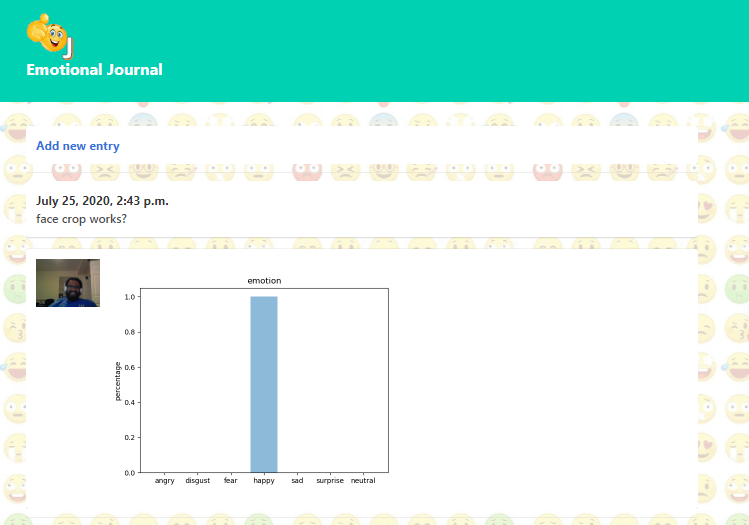 J
Emotional Journal
Add new entry
July 25, 2020, 2:43 p.m.
face crop works?
emotion
1.0
0.8
0.6
0.4
0.2
0.0
percentage
angry disgust fear happy sad surprise neutral